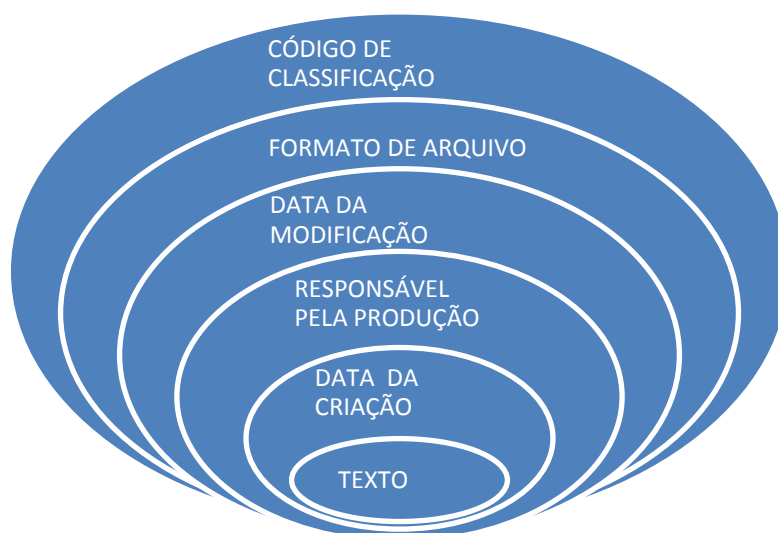 CÓDIGO DE
CLASSIFICAÇÃO
FORMATO DE ARQUIVO
DATA DA
MODIFICAÇÃO
RESPONSÁVEL
PELA PRODUÇÃO
DATA DA
CRIAÇÃO
TEXTO